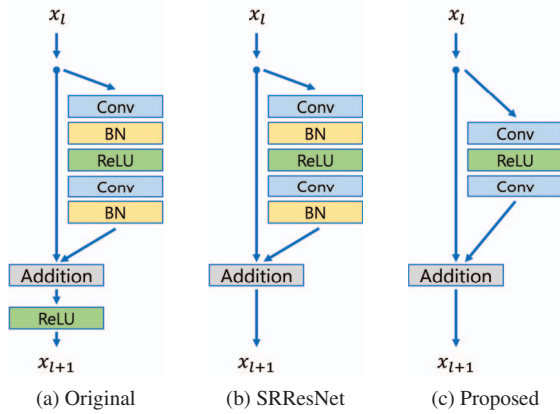 x_l
Conv
BN
ReLU
Conv
BN
Addition
ReLU
x_{l+1}
(a) Original
x_l
Conv
BN
ReLU
Conv
BN
Addition
x_{l+1}
(b) SRResNet
x_l
Conv
ReLU
Conv
Addition
x_{l+1}
(c) Proposed